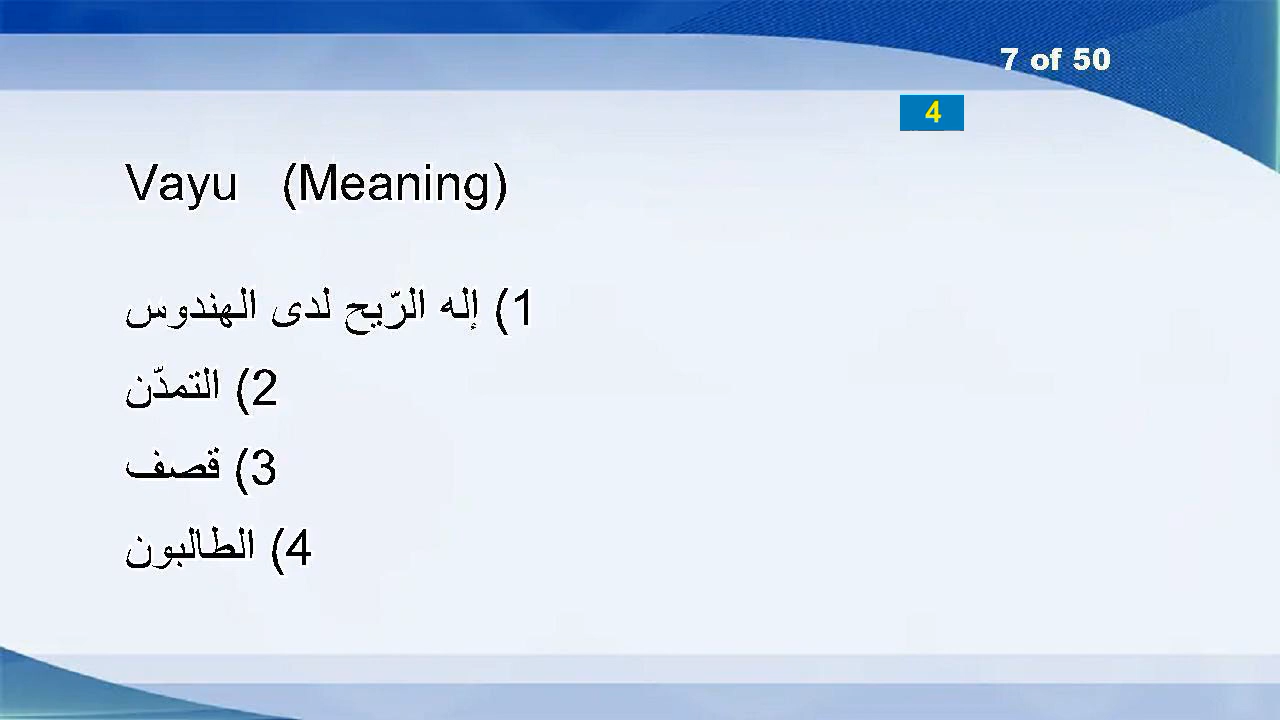 7 of 50
4
Vayu (Meaning)
1) إله الرّيح لدى الهندوس
2) التمدّن
3) قصف
4) الطالبون